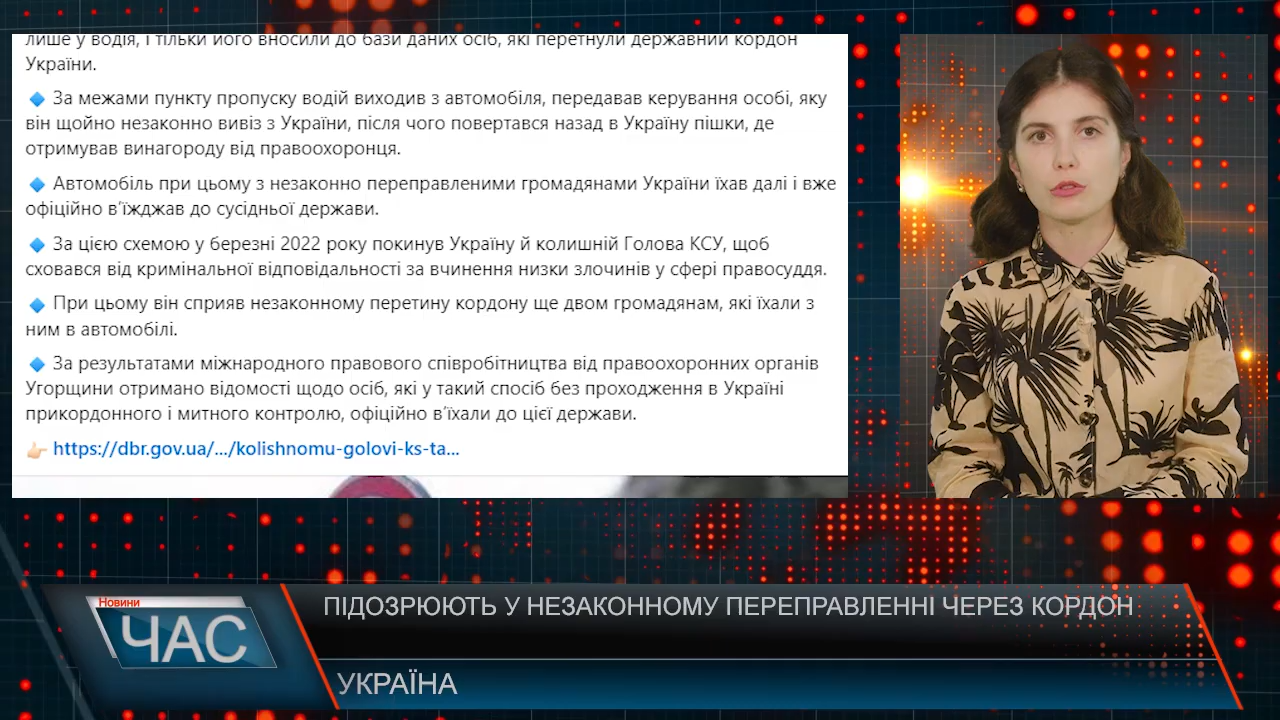 лише у водія, і тільки його вносили до бази даних осіб, які перетнули державний кордон
України.
🔹 За межами пункту пропуску водій виходив з автомобіля, передавав керування особі, яку
він щойно незаконно вивіз з України, після чого повертався назад в Україну пішки, де
отримував винагороду від правоохоронця.
🔹 Автомобіль при цьому з незаконно переправленими громадянами України їхав далі і вже
офіційно в’їжджав до сусідньої держави.
🔹 За цією схемою у березні 2022 року покинув Україну й колишній Голова КСУ, щоб
сховався від кримінальної відповідальності за вчинення низки злочинів у сфері правосуддя.
🔹 При цьому він сприяв незаконному перетину кордону ще двом громадянам, які їхали з
ним в автомобілі.
🔹 За результатами міжнародного правового співробітництва від правоохоронних органів
Угорщини отримано відомості щодо осіб, які у такий спосіб без проходження в Україні
прикордонного і митного контролю, офіційно в’їхали до цієї держави.
👉🏻 https://dbr.gov.ua/.../kolishnomu-golovi-ks-ta...
Новини
ЧАС
ПІДОЗРЮЮТЬ У НЕЗАКОННОМУ ПЕРЕПРАВЛЕННІ ЧЕРЕЗ КОРДОН
УКРАЇНА